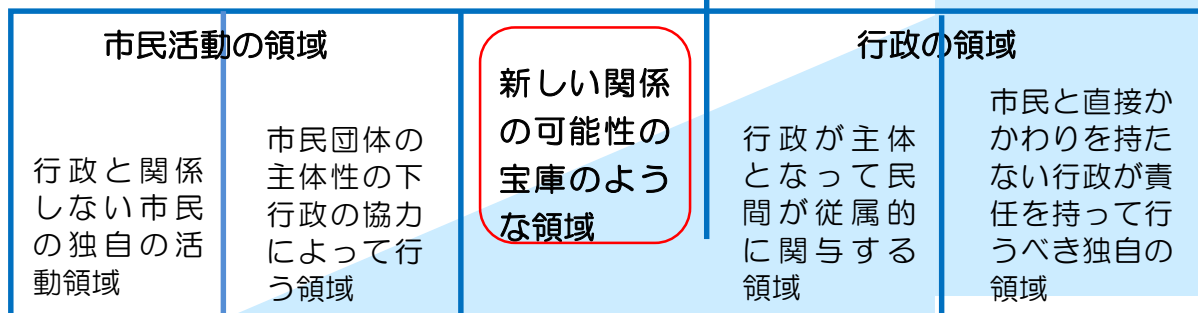 市民活動の領域
行政と関係
しない市民
の独自の活
動領域
市民団体の
主体性の下
行政の協力
によって行
う領域
新しい関係
の可能性の
宝庫のよう
な領域
行政の領域
行政が主体
となって民
間が従属的
に関与する
領域
市民と直接か
かわりを持た
ない行政が責
任を持って行
うべき独自の
領域